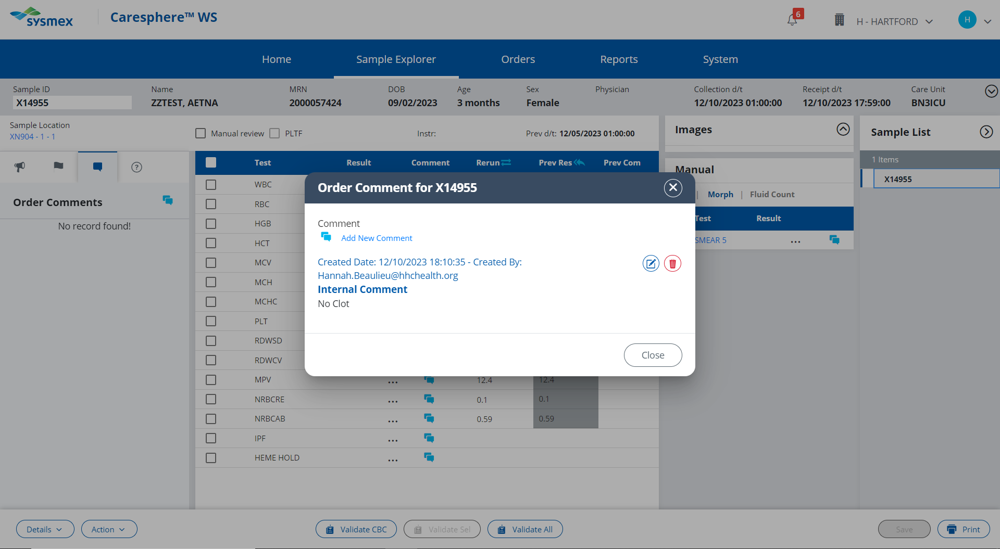 sysmex
Caresphere™ WS
6
H - HARTFORD
H
Home
Sample Explorer
Orders
Reports
System
Sample ID
X14955
Name
ZZTEST, AETNA
MRN
2000057424
DOB
09/02/2023
Age
3 months
Sex
Female
Physician
Collection d/t
12/10/2023 01:00:00
Receipt d/t
12/10/2023 17:59:00
Care Unit
BN3ICU
Sample Location
XN904 - 1 - 1
Manual review
PLTF
Instr:
Prev d/t: 12/05/2023 01:00:00
?
Order Comments
No record found!
Test Result Comment Rerun Prev Res Prev Com
WBC
RBC
HGB
HCT
MCV
MCH
MCHC
PLT
RDWSD
RDWCV
MPV ... 12.4 12.4
NRBCRE ... 0.1 0.1
NRBCAB ... 0.59 0.59
IPF ...
HEME HOLD ...
Order Comment for X14955
Comment
Add New Comment
Created Date: 12/10/2023 18:10:35 - Created By:
Hannah.Beaulieu@hhchealth.org
Internal Comment
No Clot
Close
Images
Manual
| Morph | Fluid Count
Test Result
SMEAR 5 ...
Sample List
1 Items
X14955
Details
Action
Validate CBC
Validate Sel
Validate All
Save
Print